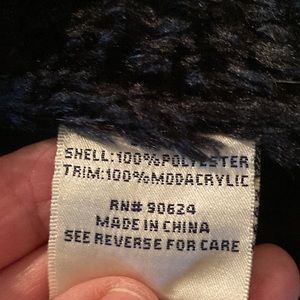 SHELL:100%POLYESTER
TRIM:100%MODACRYLIC
RN# 90624
MADE IN CHINA
SEE REVERSE FOR CARE